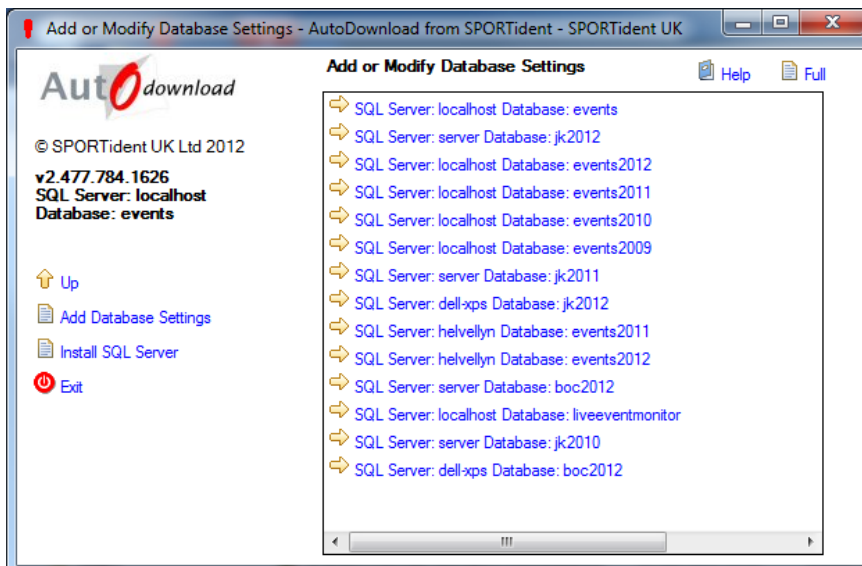 Add or Modify Database Settings - AutoDownload from SPORTident - SPORTident UK
AutOdownload
© SPORTident UK Ltd 2012
v2.477.784.1626
SQL Server: localhost
Database: events
Up
Add Database Settings
Install SQL Server
Exit
Add or Modify Database Settings
Help
Full
SQL Server: localhost Database: events
SQL Server: server Database: jk2012
SQL Server: localhost Database: events2012
SQL Server: localhost Database: events2011
SQL Server: localhost Database: events2010
SQL Server: localhost Database: events2009
SQL Server: server Database: jk2011
SQL Server: dell-xps Database: jk2012
SQL Server: helvellyn Database: events2011
SQL Server: helvellyn Database: events2012
SQL Server: server Database: boc2012
SQL Server: localhost Database: liveeventmonitor
SQL Server: server Database: jk2010
SQL Server: dell-xps Database: boc2012